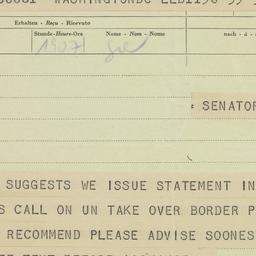 WASHINGTONDC
Erhalten - Reçu - Ricevuto
Stunde-Heure-Ora Name - Nom - Nome nach - à -
1907
* SENATOR
SUGGESTS WE ISSUE STATEMENT IN
S CALL ON UN TAKE OVER BORDER P
RECOMMEND PLEASE ADVISE SOONES